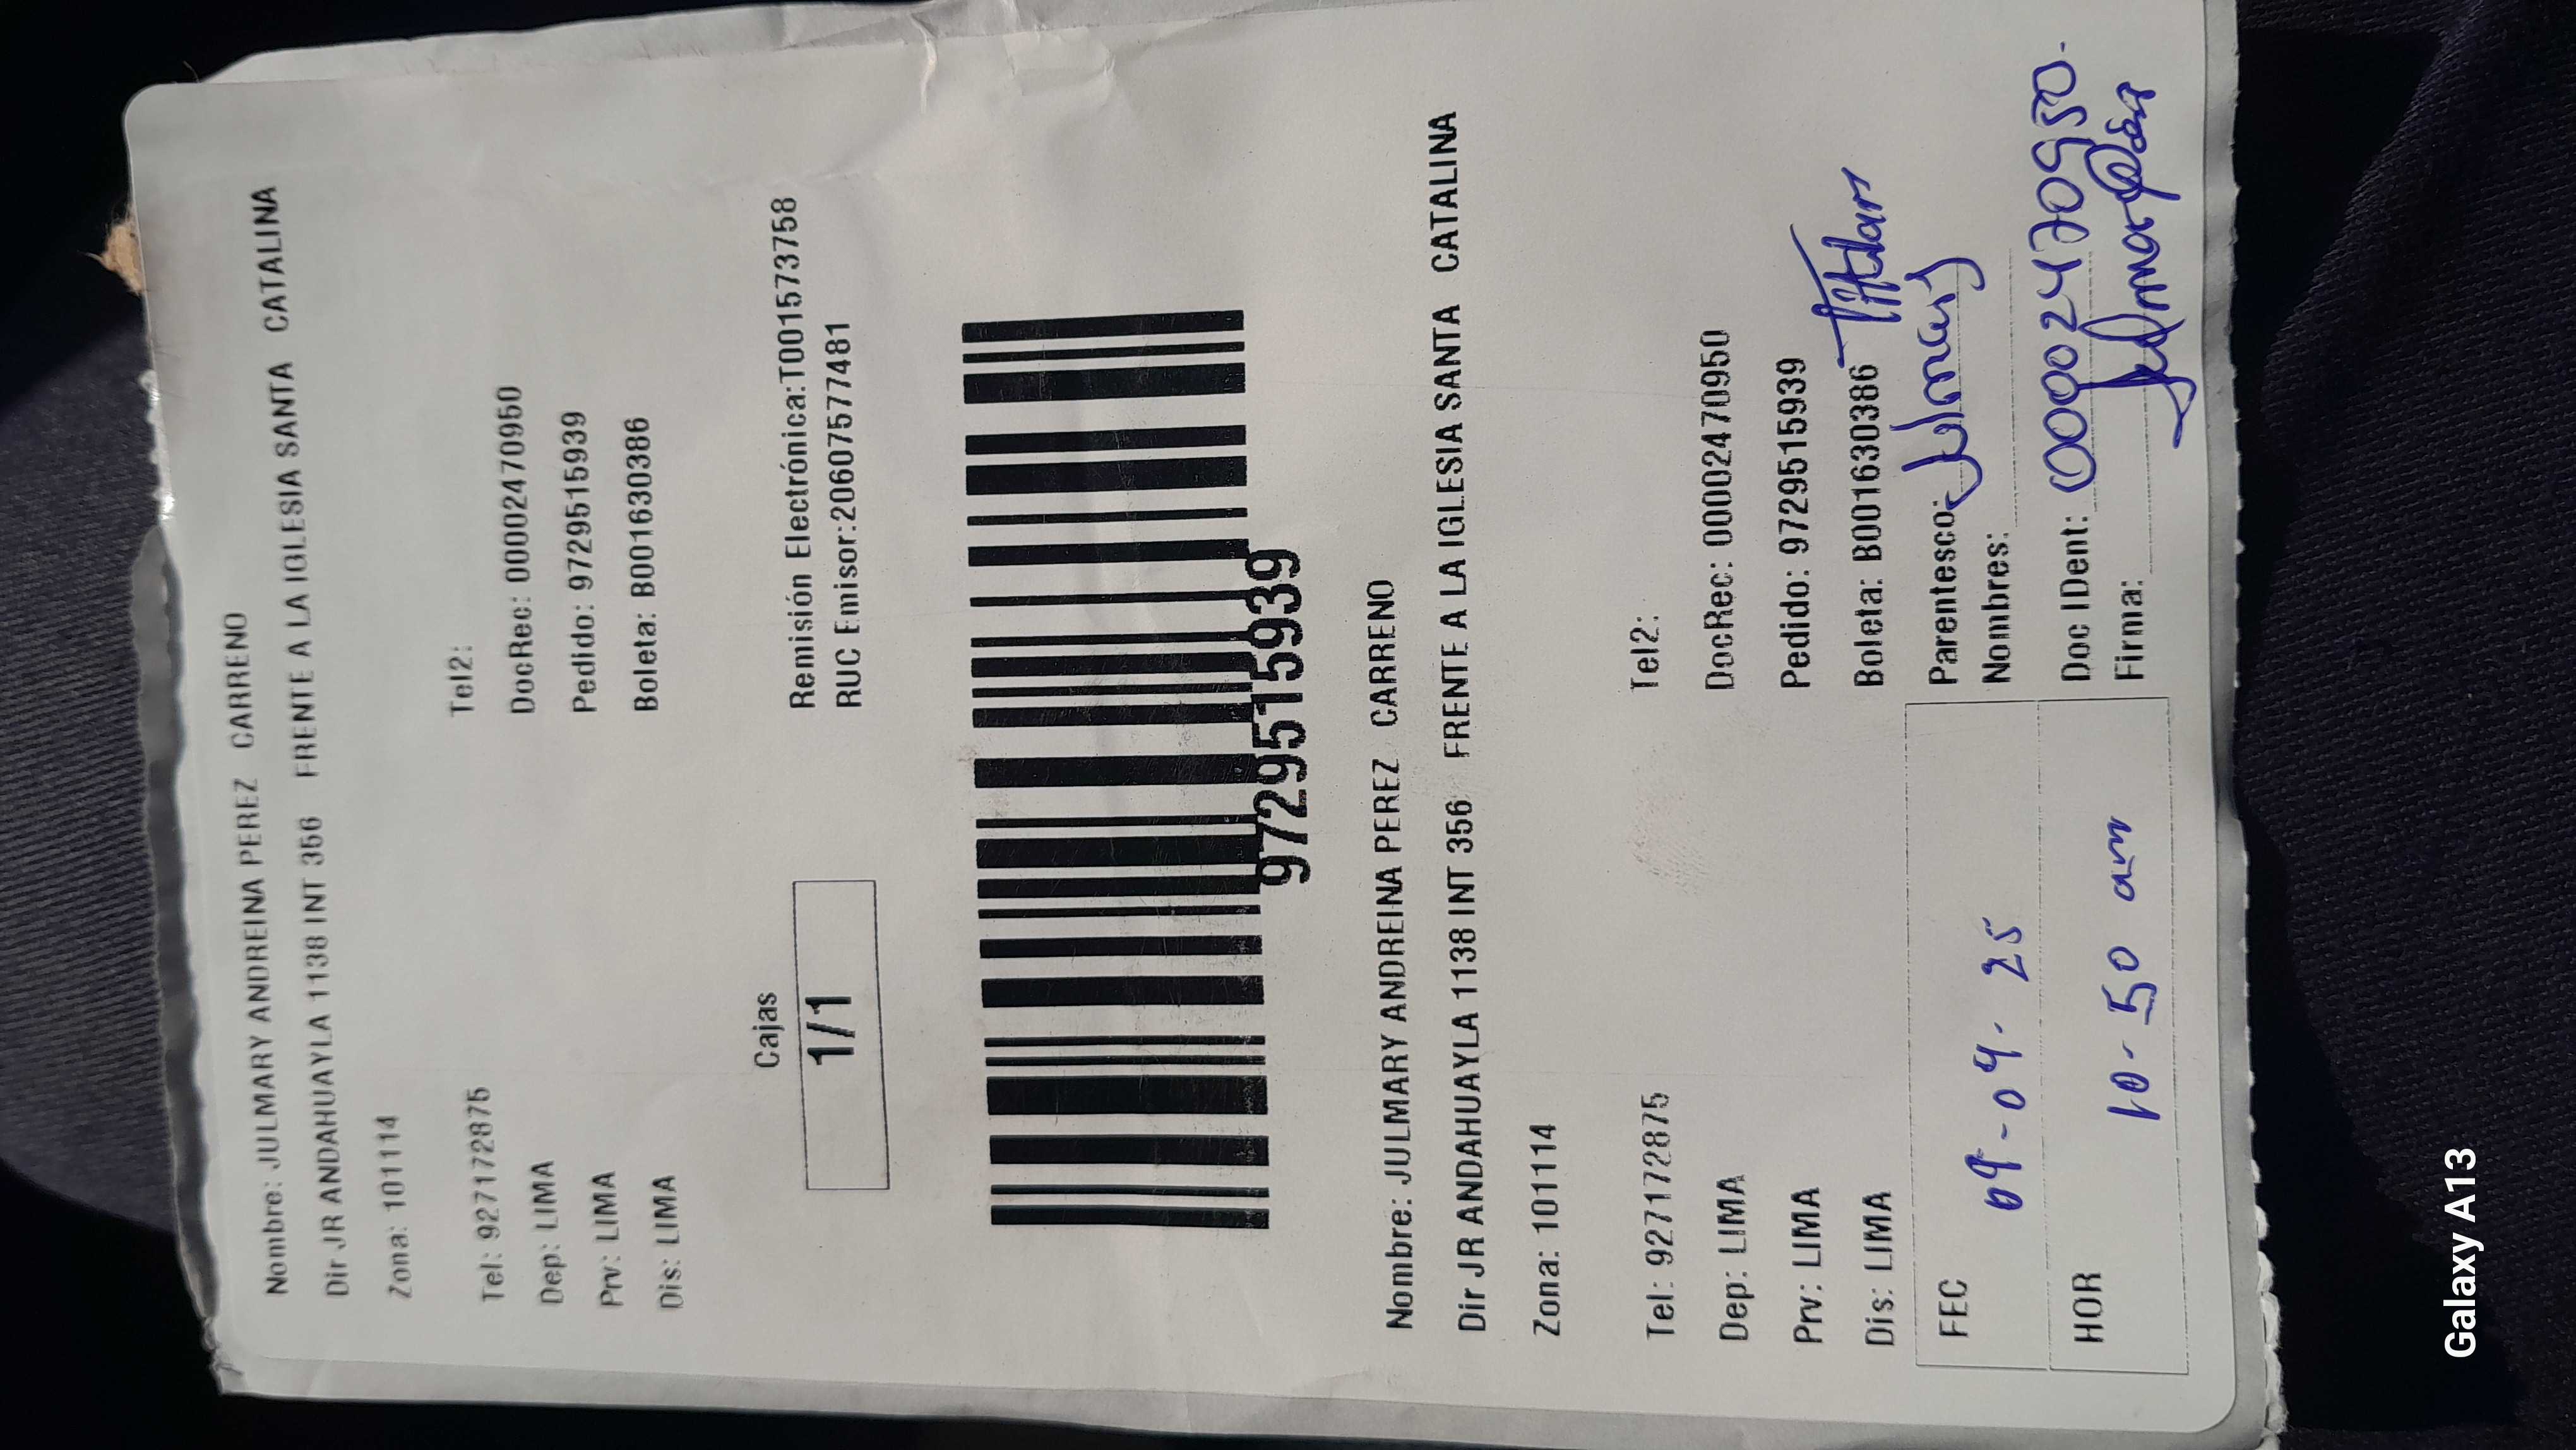 Nombre: JULMARY ANDREINA PEREZ CARRENO
Dir JR ANDAHUAYLA 1138 INT 356 FRENTE A LA IGLESIA SANTA CATALINA
Zona: 101114
Tel: 927172875 Tel2:
Dep: LIMA DocRec: 00002470950
Prv: LIMA Pedido: 9729515939
Dis: LIMA Boleta: B001630386
Cajas
1/1
Remisión Electrónica:T001573758
RUC Emisor:20607577481
9729515939
Nombre: JULMARY ANDREINA PEREZ CARRENO
Dir JR ANDAHUAYLA 1138 INT 356 FRENTE A LA IGLESIA SANTA CATALINA
Zona: 101114
Tel: 927172875 Tel2:
Dep: LIMA DocRec: 00002470950
Prv: LIMA Pedido: 9729515939
Dis: LIMA Boleta: B001630386
FEC 09-09-25 Parentesco: Titular
Nombres: Julmary
HOR 10-50 am Doc IDent: 00002470950.
Firma:
Galaxy A13